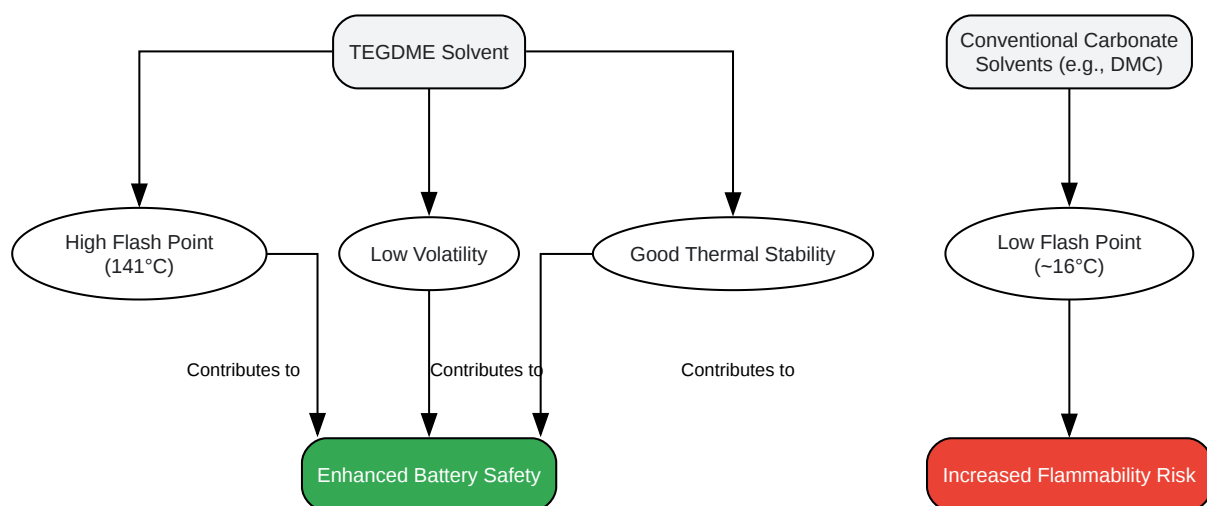 TEGDME Solvent
Conventional Carbonate
Solvents (e.g., DMC)
High Flash Point
(141°C)
Low Volatility
Good Thermal Stability
Low Flash Point
(~16°C)
Contributes to
Contributes to
Contributes to
Enhanced Battery Safety
Increased Flammability Risk